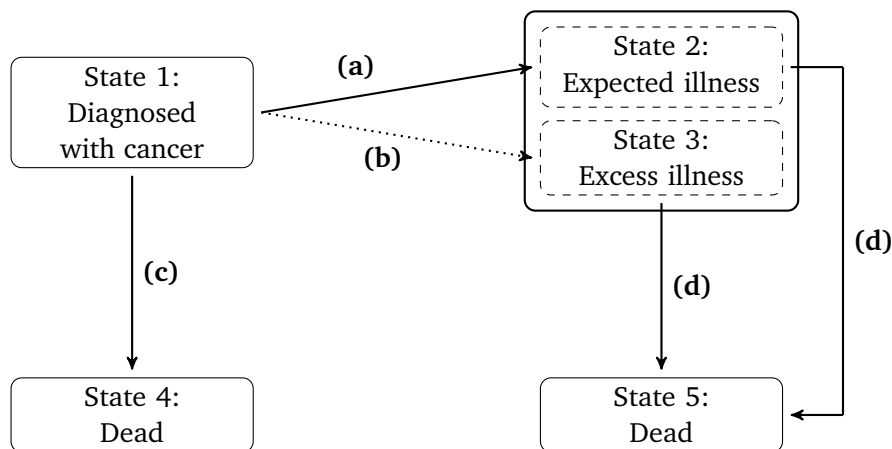 State 1:
Diagnosed
with cancer
(a)
(b)
State 2:
Expected illness
State 3:
Excess illness
(c)
(d)
(d)
State 4:
Dead
State 5:
Dead